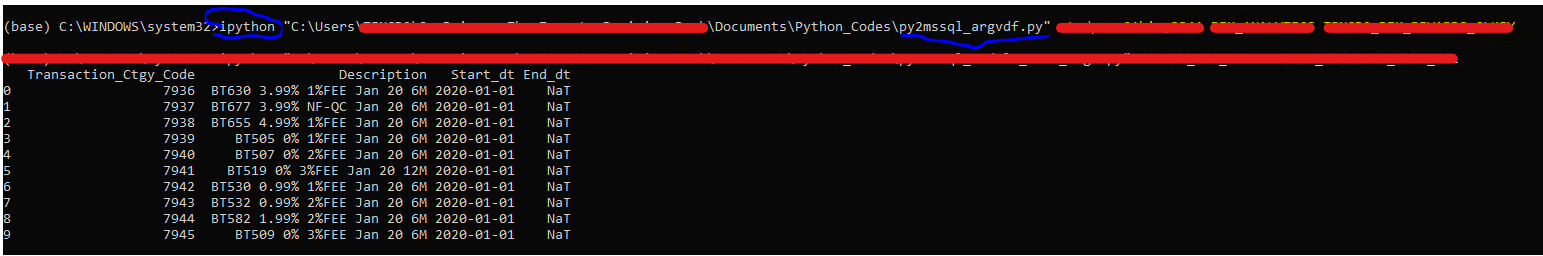 (base) C:\WINDOWS\system32>ipython "C:\Users\ \Documents\Python_Codes\py2mssql_argvdf.py"
Transaction_Ctgy_Code Description Start_dt End_dt
0 7936 BT630 3.99% 1%FEE Jan 20 6M 2020-01-01 NaT
1 7937 BT677 3.99% NF-QC Jan 20 6M 2020-01-01 NaT
2 7938 BT655 4.99% 1%FEE Jan 20 6M 2020-01-01 NaT
3 7939 BT505 0% 1%FEE Jan 20 6M 2020-01-01 NaT
4 7940 BT507 0% 2%FEE Jan 20 6M 2020-01-01 NaT
5 7941 BT519 0% 3%FEE Jan 20 12M 2020-01-01 NaT
6 7942 BT530 0.99% 1%FEE Jan 20 6M 2020-01-01 NaT
7 7943 BT532 0.99% 2%FEE Jan 20 6M 2020-01-01 NaT
8 7944 BT582 1.99% 2%FEE Jan 20 6M 2020-01-01 NaT
9 7945 BT509 0% 3%FEE Jan 20 6M 2020-01-01 NaT